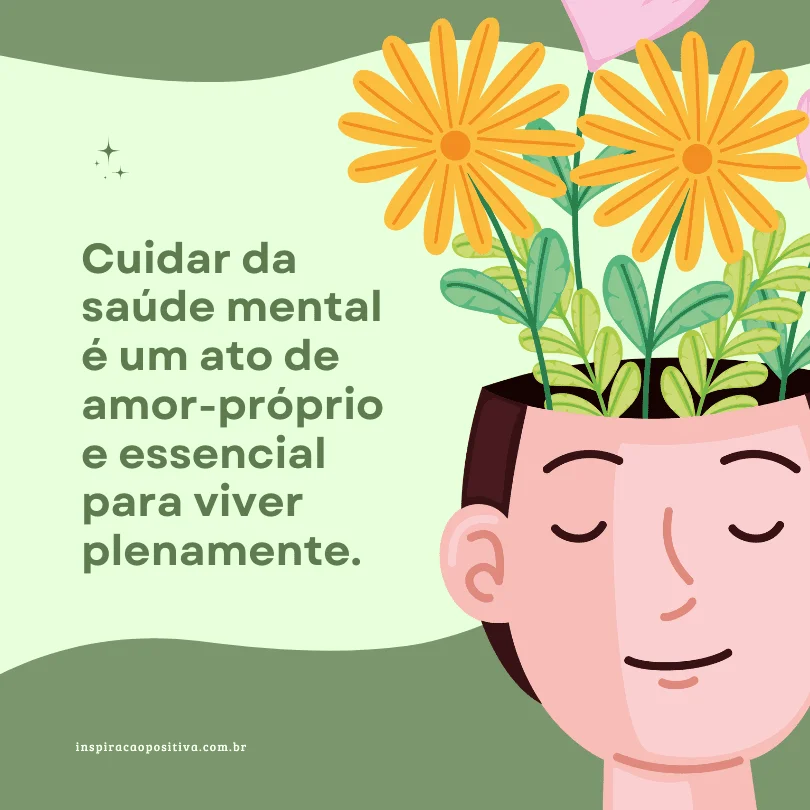 Cuidar da
saúde mental
é um ato de
amor-próprio
e essencial
para viver
plenamente.
inspiracaopositiva.com.br